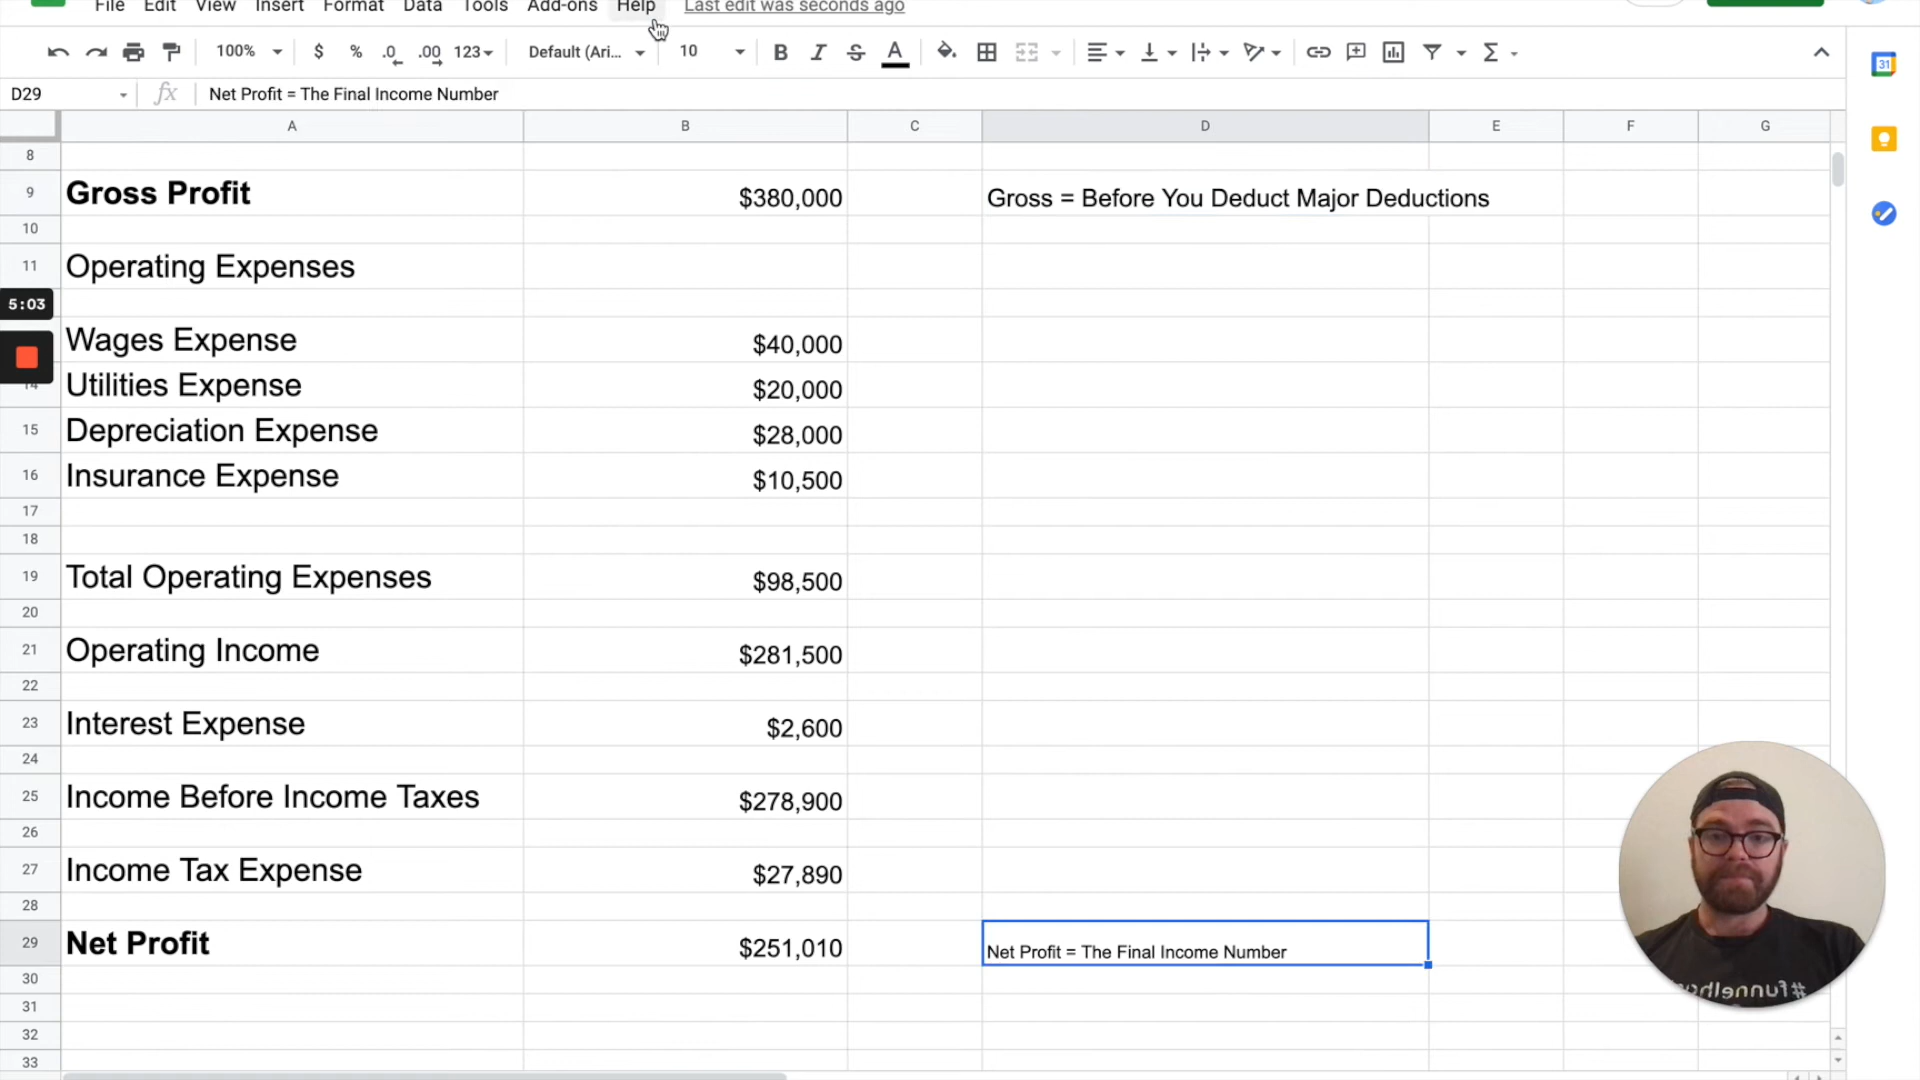 File Edit View Insert Format Data Tools Add-ons Help Last edit was seconds ago
100% $ % .0 .00 123 Default (Ari... 10 B I S A Σ
31
D29 fx Net Profit = The Final Income Number
A B C D E F G
8
9 Gross Profit $380,000 Gross = Before You Deduct Major Deductions
10
11 Operating Expenses
5:03
Wages Expense $40,000
14 Utilities Expense $20,000
15 Depreciation Expense $28,000
16 Insurance Expense $10,500
17
18
19 Total Operating Expenses $98,500
20
21 Operating Income $281,500
22
23 Interest Expense $2,600
24
25 Income Before Income Taxes $278,900
26
27 Income Tax Expense $27,890
28
29 Net Profit $251,010 Net Profit = The Final Income Number
30
31
32
33